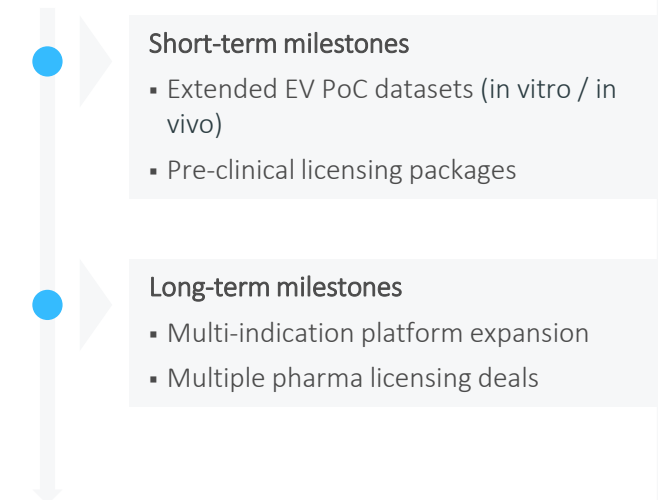 Short-term milestones
▪ Extended EV PoC datasets (in vitro / in
vivo)
▪ Pre-clinical licensing packages
Long-term milestones
▪ Multi-indication platform expansion
▪ Multiple pharma licensing deals